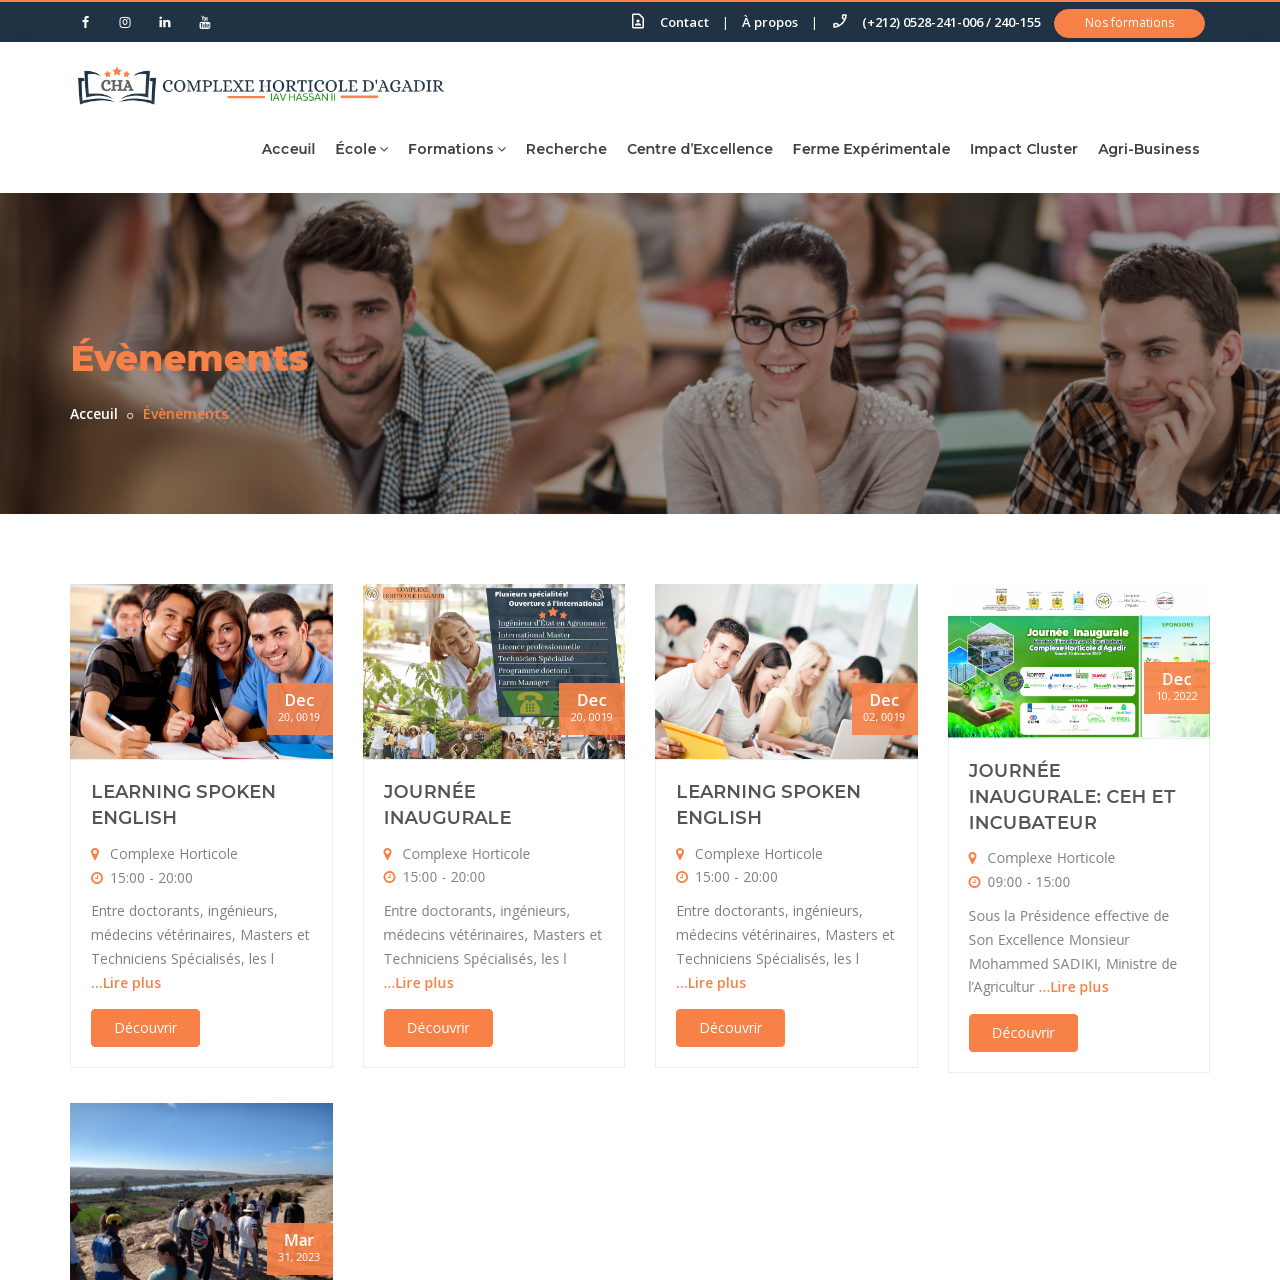 Contact | À propos | (+212) 0528-241-006 / 240-155 Nos formations
CHA COMPLEXE HORTICOLE D'AGADIR
IAV HASSAN II
Acceuil École Formations Recherche Centre d’Excellence Ferme Expérimentale Impact Cluster Agri-Business
Évènements
Acceuil Évènements
Dec
20, 0019
LEARNING SPOKEN
ENGLISH
Complexe Horticole
15:00 - 20:00
Entre doctorants, ingénieurs,
médecins vétérinaires, Masters et
Techniciens Spécialisés, les l
...Lire plus
Découvrir
COMPLEXE
HORTICOLE D'AGADIR
Plusieurs spécialités!
Ouverture á l'International
Ingénieur d'État en Agronomie
International Master
Licence professionnelle
Technicien Spécialisé
Programme doctoral
Farm Manager
Dec
20, 0019
JOURNÉE
INAUGURALE
Complexe Horticole
15:00 - 20:00
Entre doctorants, ingénieurs,
médecins vétérinaires, Masters et
Techniciens Spécialisés, les l
...Lire plus
Découvrir
Dec
02, 0019
LEARNING SPOKEN
ENGLISH
Complexe Horticole
15:00 - 20:00
Entre doctorants, ingénieurs,
médecins vétérinaires, Masters et
Techniciens Spécialisés, les l
...Lire plus
Découvrir
Journée Inaugurale
Complexe Horticole d'Agadir
SPONSORS
Dec
10, 2022
JOURNÉE
INAUGURALE: CEH ET
INCUBATEUR
Complexe Horticole
09:00 - 15:00
Sous la Présidence effective de
Son Excellence Monsieur
Mohammed SADIKI, Ministre de
l’Agricultur ...Lire plus
Découvrir
Mar
31, 2023